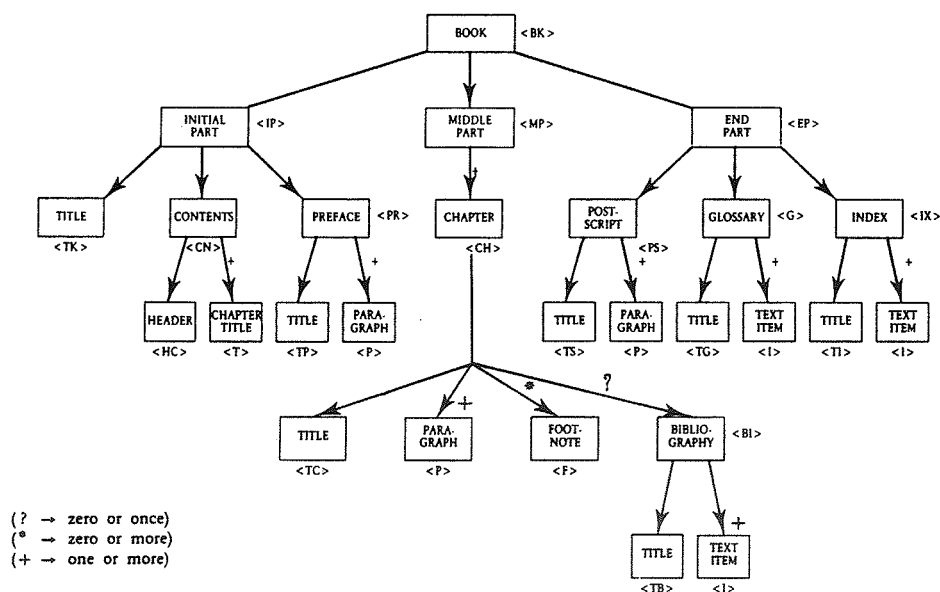 BOOK
<BK>
INITIAL
PART
<IP>
MIDDLE
PART
<MP>
END
PART
<EP>
TITLE
<TK>
CONTENTS
<CN>
PREFACE
<PR>
+
CHAPTER
<CH>
POST-
SCRIPT
<PS>
GLOSSARY
<G>
INDEX
<IX>
HEADER
<HC>
+
CHAPTER
TITLE
<T>
TITLE
<TP>
+
PARA-
GRAPH
<P>
TITLE
<TS>
+
PARA-
GRAPH
<P>
TITLE
<TG>
+
TEXT
ITEM
<I>
TITLE
<TI>
+
TEXT
ITEM
<I>
TITLE
<TC>
+
PARA-
GRAPH
<P>
*
FOOT-
NOTE
<F>
?
BIBLIO-
GRAPHY
<BI>
TITLE
<TB>
+
TEXT
ITEM
<I>
(? → zero or once)
(* → zero or more)
(+ → one or more)